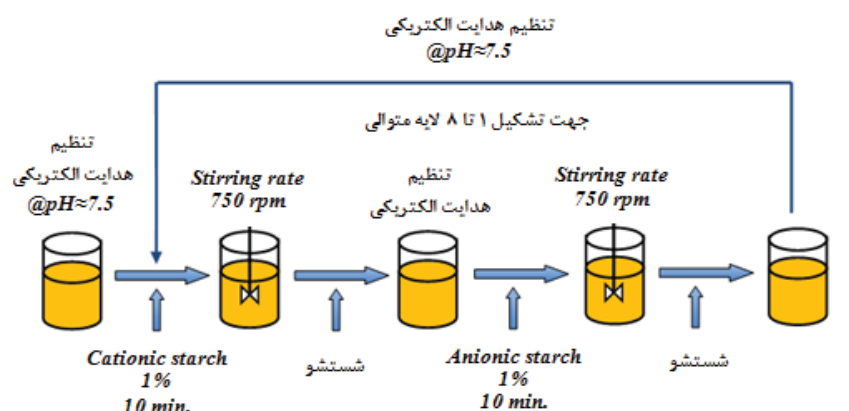 تنظیم هدایت الکتریکی
@pH≈7.5
جهت تشکیل ۱ تا ۸ لایه متوالی
تنظیم
هدایت الکتریکی
@pH≈7.5
Stirring rate
750 rpm
تنظیم
هدایت الکتریکی
Stirring rate
750 rpm
Cationic starch
1%
10 min.
شستشو
Anionic starch
1%
10 min.
شستشو